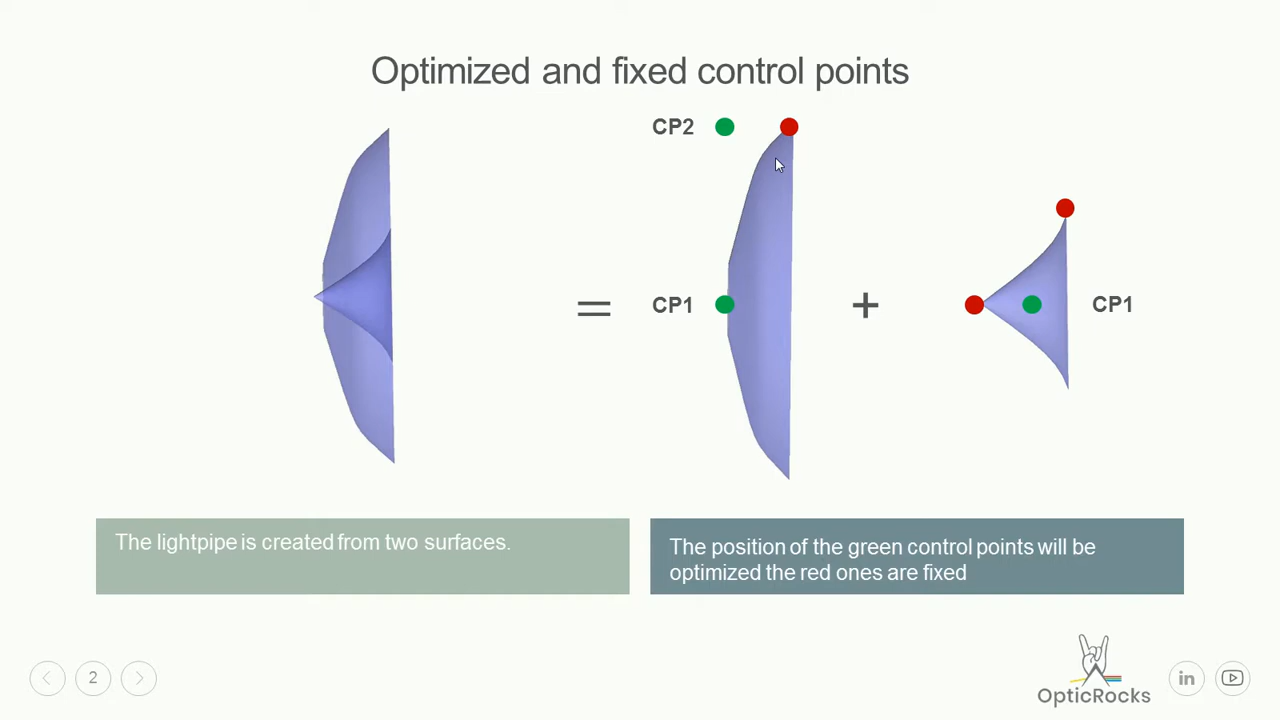 Optimized and fixed control points
CP2
CP1
=
+
CP1
The lightpipe is created from two surfaces.
The position of the green control points will be
optimized the red ones are fixed
2
OpticRocks
in